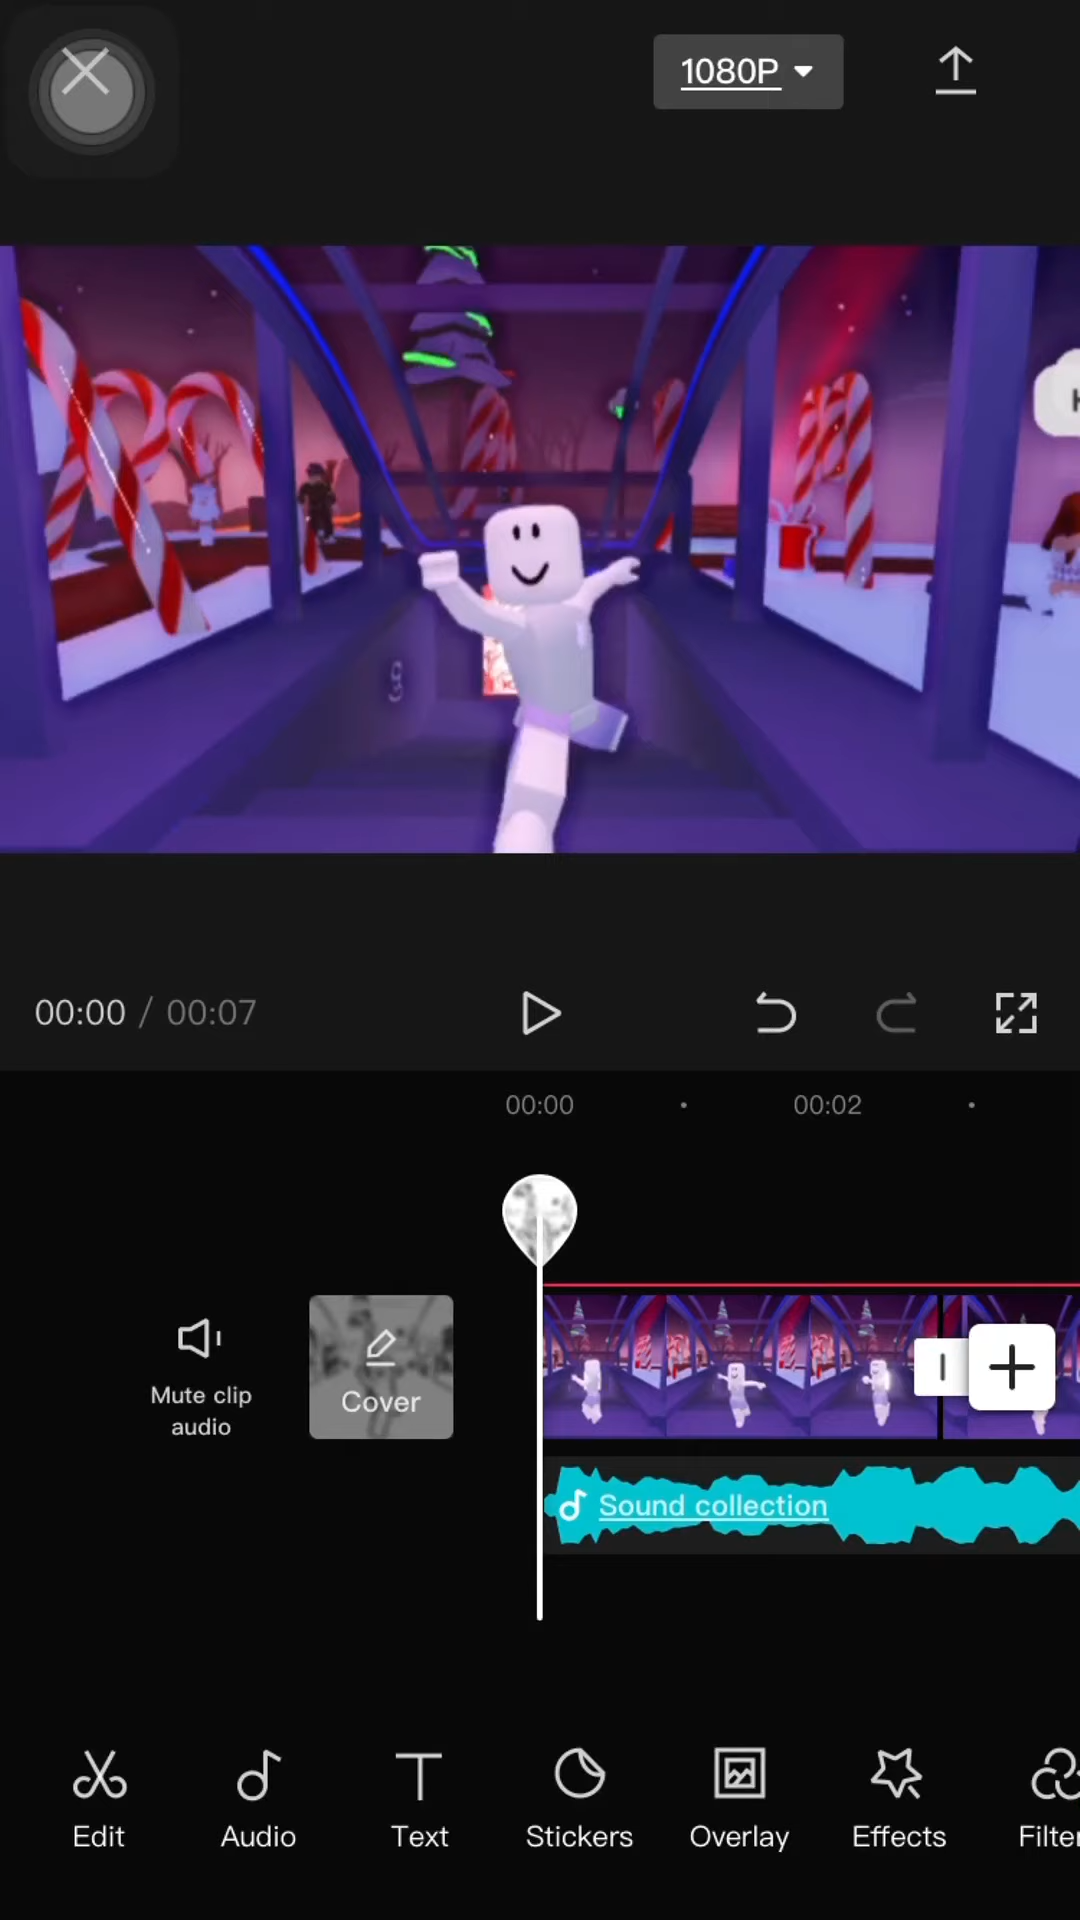 1080P
00:00 / 00:07
00:00
00:02
Mute clip
audio
Cover
Sound collection
Edit
Audio
Text
Stickers
Overlay
Effects